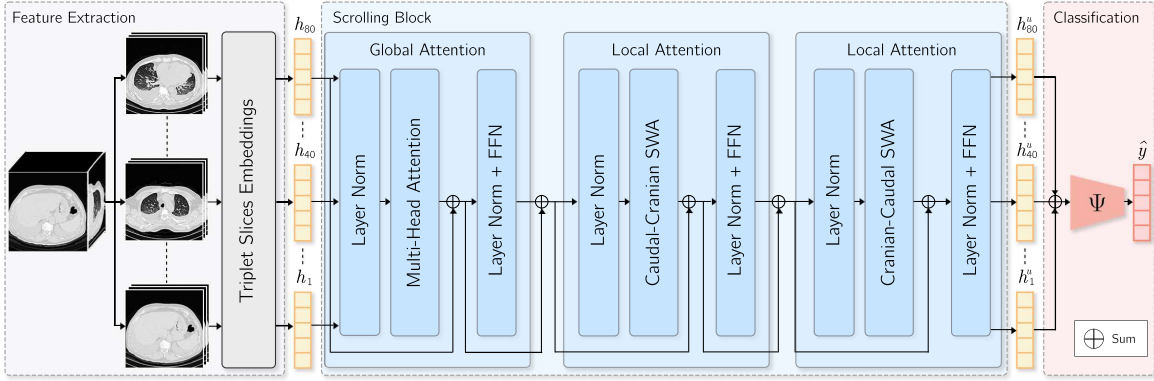 Feature Extraction
Triplet Slices Embeddings
h₈₀
h₄₀
h₁
Scrolling Block
Global Attention
Layer Norm
Multi-Head Attention
Layer Norm + FFN
Local Attention
Layer Norm
Caudal-Cranian SWA
Layer Norm + FFN
Local Attention
Layer Norm
Cranian-Caudal SWA
Layer Norm + FFN
hᵘ₈₀
hᵘ₄₀
hᵘ₁
Classification
Ψ
ŷ
Sum